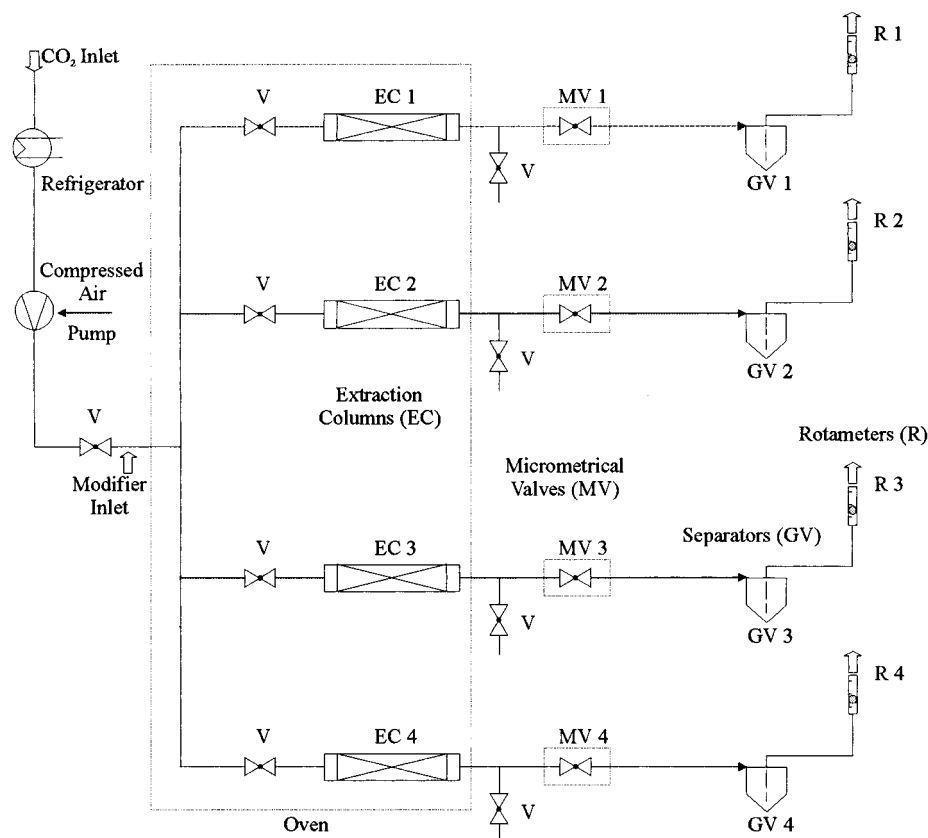 R 1
CO₂ Inlet
V
EC 1
MV 1
V
GV 1
Refrigerator
R 2
Compressed
Air
Pump
V
EC 2
MV 2
V
GV 2
Extraction
Columns (EC)
V
Modifier
Inlet
Rotameters (R)
Micrometrical
Valves (MV)
R 3
Separators (GV)
V
EC 3
MV 3
V
GV 3
R 4
V
EC 4
MV 4
V
GV 4
Oven